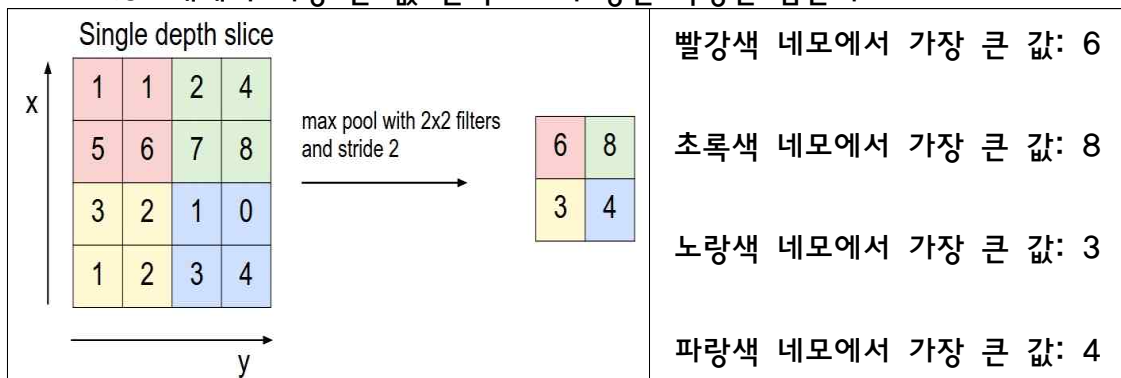 Single depth slice
x
1 1 2 4
5 6 7 8
3 2 1 0
1 2 3 4
y
max pool with 2x2 filters
and stride 2
6 8
3 4
빨강색 네모에서 가장 큰 값: 6
초록색 네모에서 가장 큰 값: 8
노랑색 네모에서 가장 큰 값: 3
파랑색 네모에서 가장 큰 값: 4